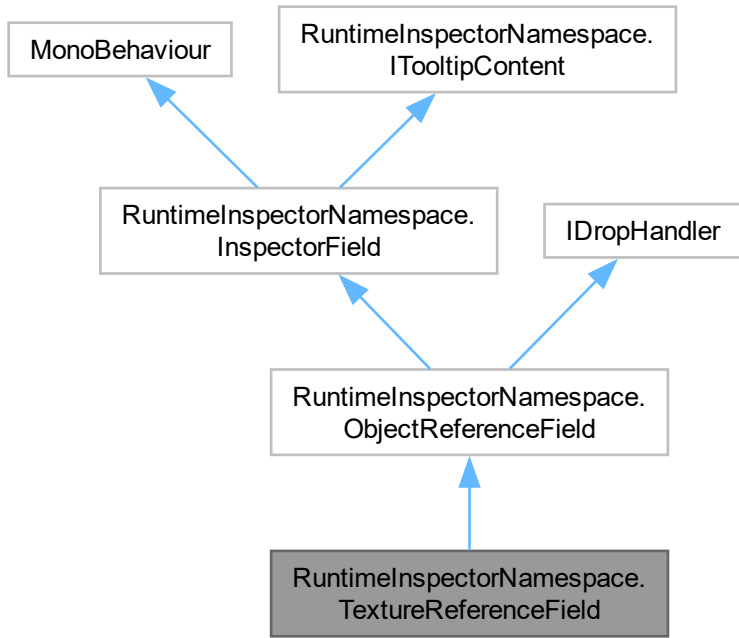 MonoBehaviour
RuntimeInspectorNamespace.
ITooltipContent
RuntimeInspectorNamespace.
InspectorField
IDropHandler
RuntimeInspectorNamespace.
ObjectReferenceField
RuntimeInspectorNamespace.
TextureReferenceField